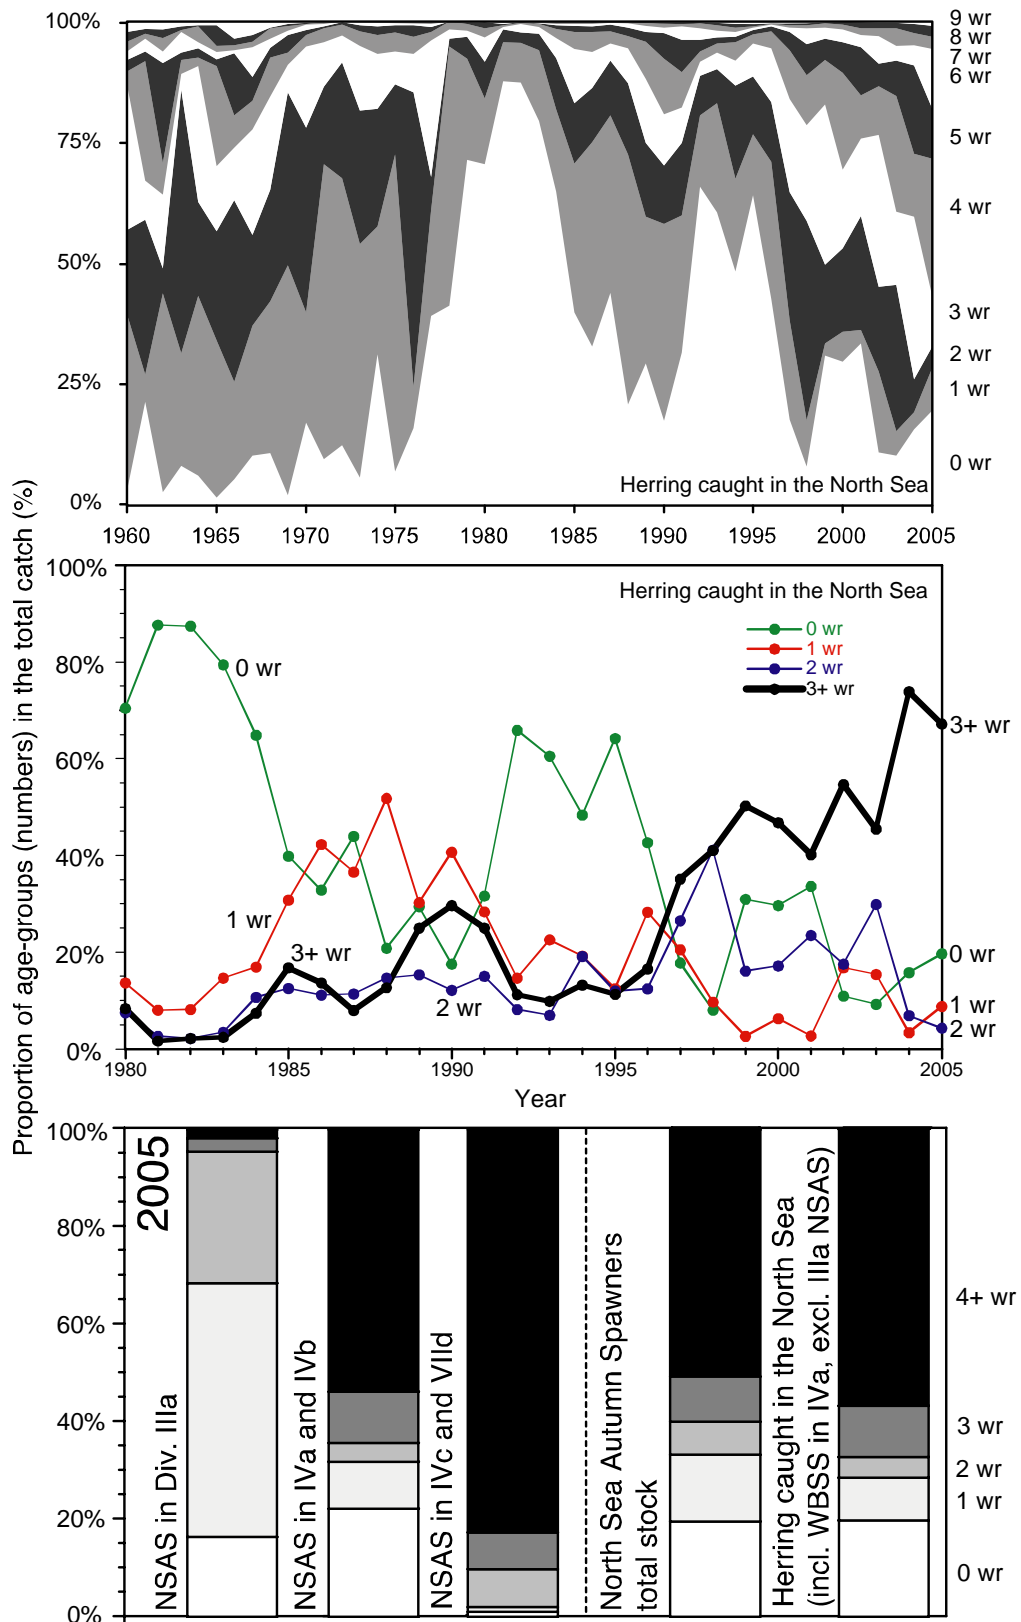 Proportion of age-groups (numbers) in the total catch (%)
100%
75%
50%
25%
0%
9 wr
8 wr
7 wr
6 wr
5 wr
4 wr
3 wr
2 wr
1 wr
0 wr
Herring caught in the North Sea
1960 1965 1970 1975 1980 1985 1990 1995 2000 2005
100%
80%
60%
40%
20%
0%
Herring caught in the North Sea
0 wr
1 wr
2 wr
3+ wr
0 wr
1 wr
3+ wr
2 wr
3+ wr
0 wr
1 wr
2 wr
1980 1985 1990 1995 2000 2005
Year
100%
80%
60%
40%
20%
0%
2005
NSAS in Div. IIIa
NSAS in IVa and IVb
NSAS in IVc and VIId
North Sea Autumn Spawners
total stock
Herring caught in the North Sea
(incl. WBSS in IVa, excl. IIIa NSAS)
4+ wr
3 wr
2 wr
1 wr
0 wr